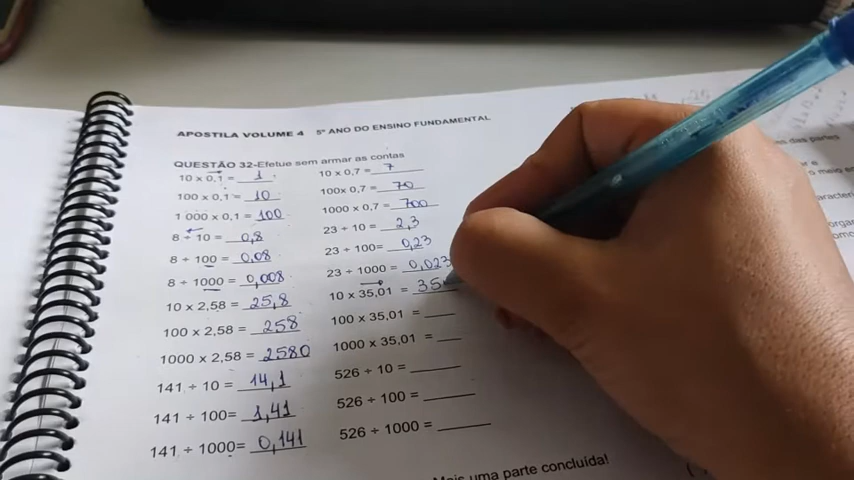 APOSTILA VOLUME 4 5º ANO DO ENSINO FUNDAMENTAL
QUESTÃO 32-Efetue sem armar as contas
10 x 0,1 = 1
100 x 0,1= 10
1 000 x 0,1= 100
8 ÷ 10 = 0,8
8 ÷ 100 = 0,08
8 ÷ 1000 = 0,008
10 x 2,58 = 25,8
100 x 2,58 = 258
1000 x 2,58 = 2580
141 ÷ 10 = 14,1
141 ÷ 100= 1,41
141 ÷ 1000= 0,141
10 x 0,7 = 7
100x 0,7 = 70
1000 x 0,7 = 700
23 ÷ 10 = 2,3
23 ÷ 100= 0,23
23 ÷ 1000 = 0,023
10 x 35,01 = 35
100 x 35,01 =
1000 x 35,01 =
526 ÷ 10 =
526 ÷ 100 =
526 ÷ 1000 =
Mais uma parte concluída!
das partes